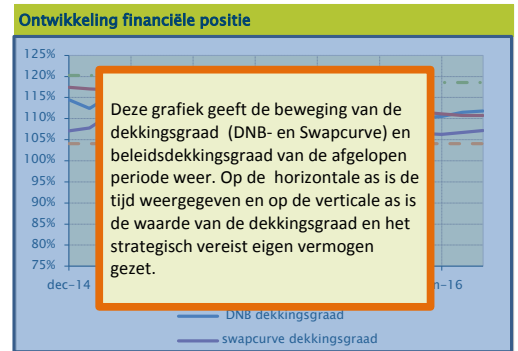 Ontwikkeling financiële positie
125%
120%
115%
110%
105%
100%
95%
90%
85%
80%
75%
Deze grafiek geeft de beweging van de
dekkingsgraad (DNB- en Swapcurve) en
beleidsdekkingsgraad van de afgelopen
periode weer. Op de horizontale as is de
tijd weergegeven en op de verticale as is
de waarde van de dekkingsgraad en het
strategisch vereist eigen vermogen
gezet.
dec-14
n-16
DNB dekkingsgraad
swapcurve dekkingsgraad